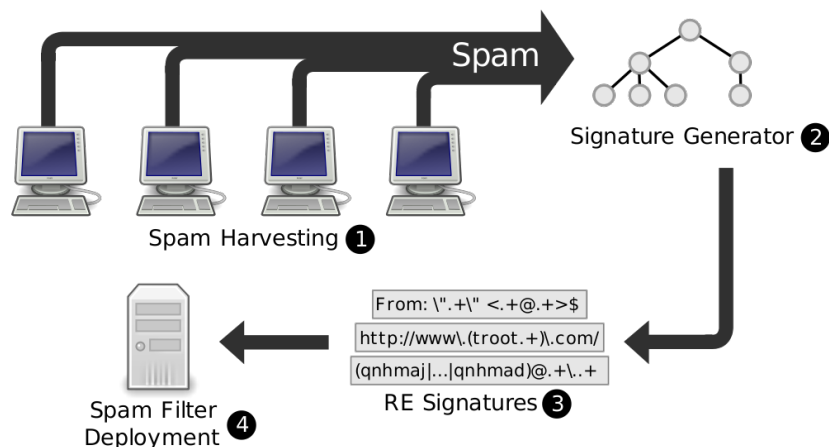 Spam
Signature Generator 2
Spam Harvesting 1
From: \".+\" <.+@.+>$
http://www\.(troot.+)\.com/
(qnhmaj|...|qnhmad)@.+\..+
RE Signatures 3
Spam Filter
Deployment 4